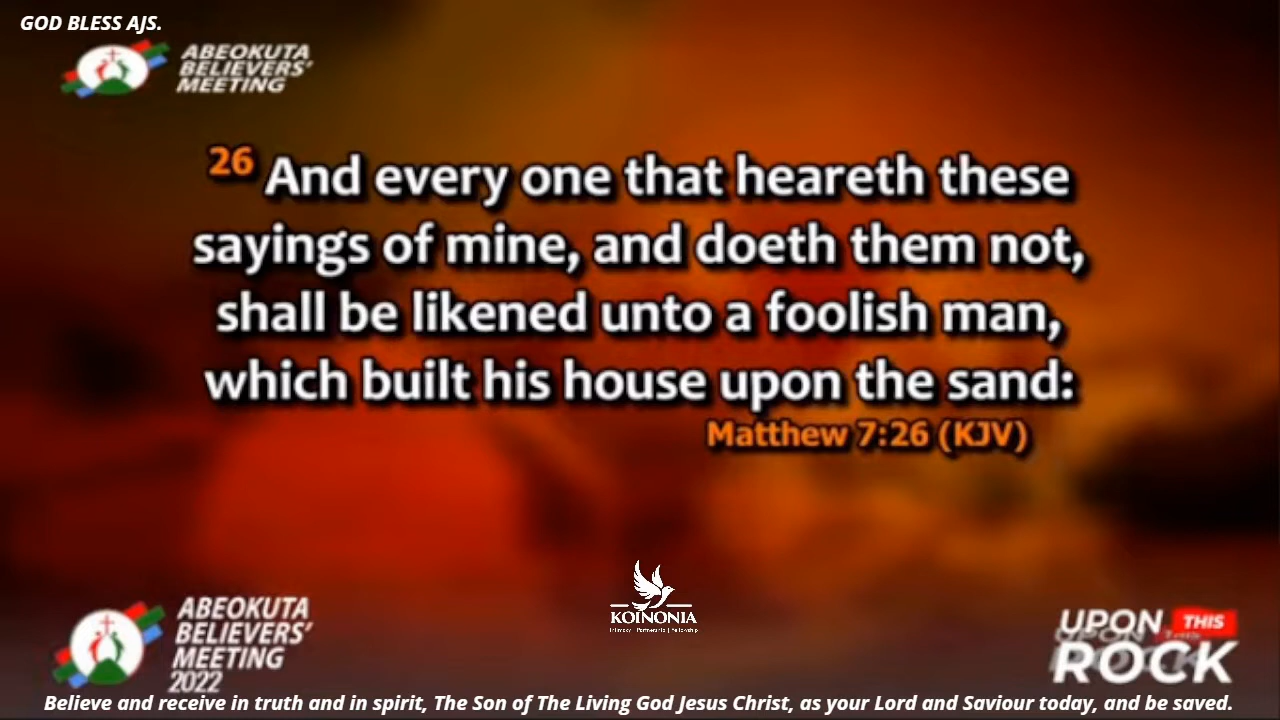 GOD BLESS AJS.
ABEOKUTA
BELIEVERS'
MEETING
26 And every one that heareth these
sayings of mine, and doeth them not,
shall be likened unto a foolish man,
which built his house upon the sand:
Matthew 7:26 (KJV)
KOINONIA
ABEOKUTA
BELIEVERS'
MEETING
2022
UPON THIS
ROCK
Believe and receive in truth and in spirit, The Son of The Living God Jesus Christ, as your Lord and Saviour today, and be saved.